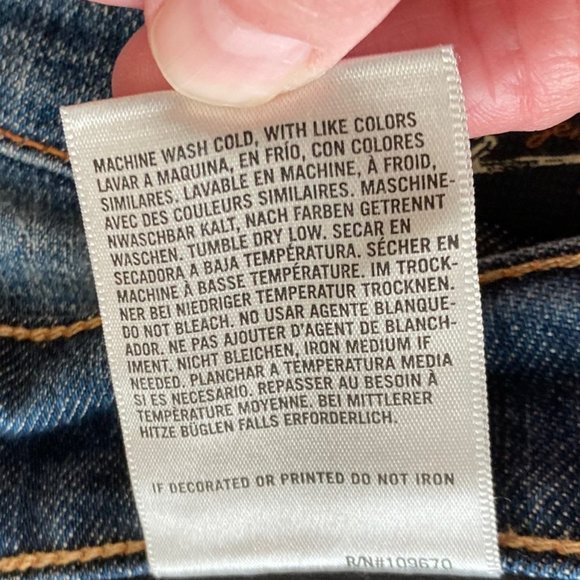 MACHINE WASH COLD, WITH LIKE COLORS
LAVAR A MAQUINA, EN FRÍO, CON COLORES
SIMILARES. LAVABLE EN MACHINE, À FROID,
AVEC DES COULEURS SIMILAIRES. MASCHINE-
NWASCHBAR KALT, NACH FARBEN GETRENNT
WASCHEN. TUMBLE DRY LOW. SECAR EN
SECADORA A BAJA TEMPÉRATURA. SÉCHER EN
MACHINE À BASSE TEMPÉRATURE. IM TROCK-
NER BEI NIEDRIGER TEMPERATUR TROCKNEN.
DO NOT BLEACH. NO USAR AGENTE BLANQUE-
ADOR. NE PAS AJOUTER D'AGENT DE BLANCH-
IMENT. NICHT BLEICHEN, IRON MEDIUM IF
NEEDED. PLANCHAR A TEMPERATURA MEDIA
SI ES NECESARIO. REPASSER AU BESOIN À
TEMPÉRATURE MOYENNE. BEI MITTLERER
HITZE BÜGLEN FALLS ERFORDERLICH.
IF DECORATED OR PRINTED DO NOT IRON
R/N#109670